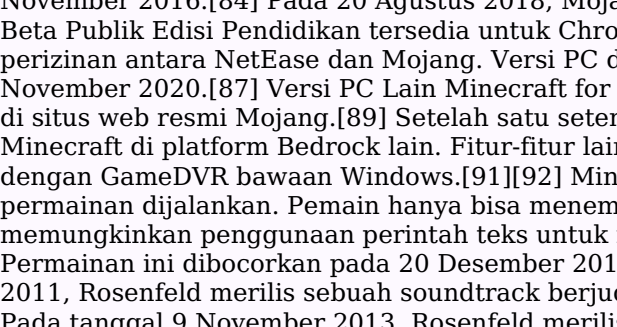 November 2016.[84] Pada 20 Agustus 2018, Moja
Beta Publik Edisi Pendidikan tersedia untuk Chro
perizinan antara NetEase dan Mojang. Versi PC d
November 2020.[87] Versi PC Lain Minecraft for
di situs web resmi Mojang.[89] Setelah satu seter
Minecraft di platform Bedrock lain. Fitur-fitur lai
dengan GameDVR bawaan Windows.[91][92] Min
permainan dijalankan. Pemain hanya bisa menem
memungkinkan penggunaan perintah teks untuk
Permainan ini dibocorkan pada 20 Desember 201
2011, Rosenfeld merilis sebuah soundtrack berju
Pada tanggal 9 November 2013, Rosenfeld merili